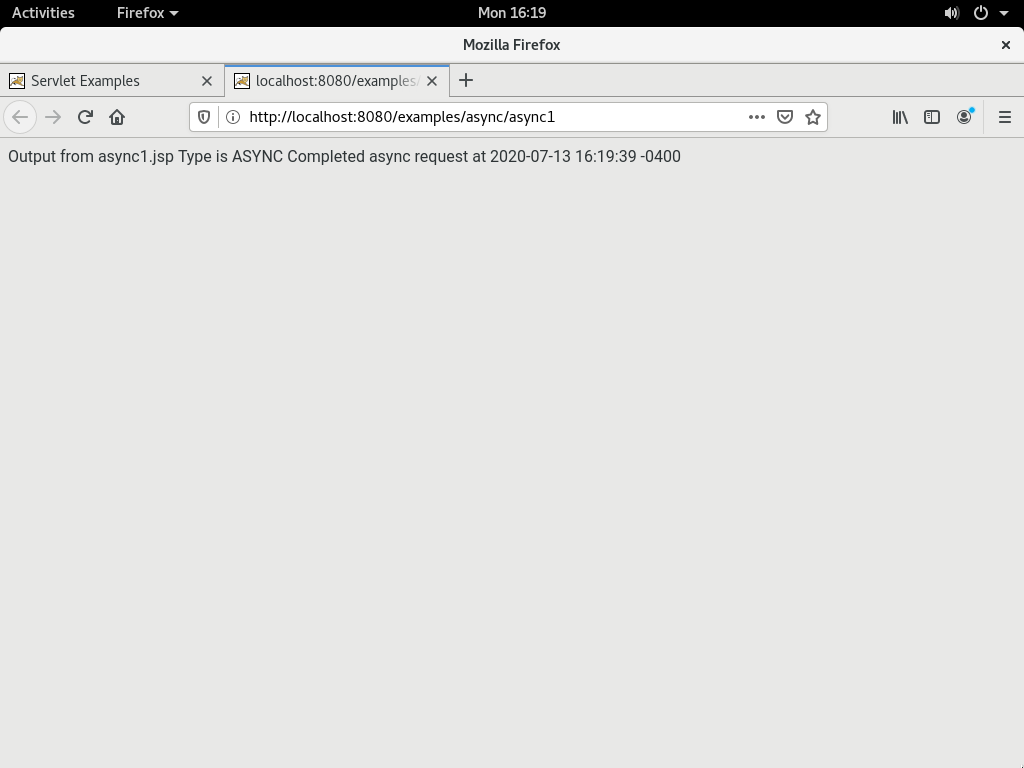 Activities Firefox Mon 16:19
Mozilla Firefox
Servlet Examples localhost:8080/examples/
http://localhost:8080/examples/async/async1
Output from async1.jsp Type is ASYNC Completed async request at 2020-07-13 16:19:39 -0400